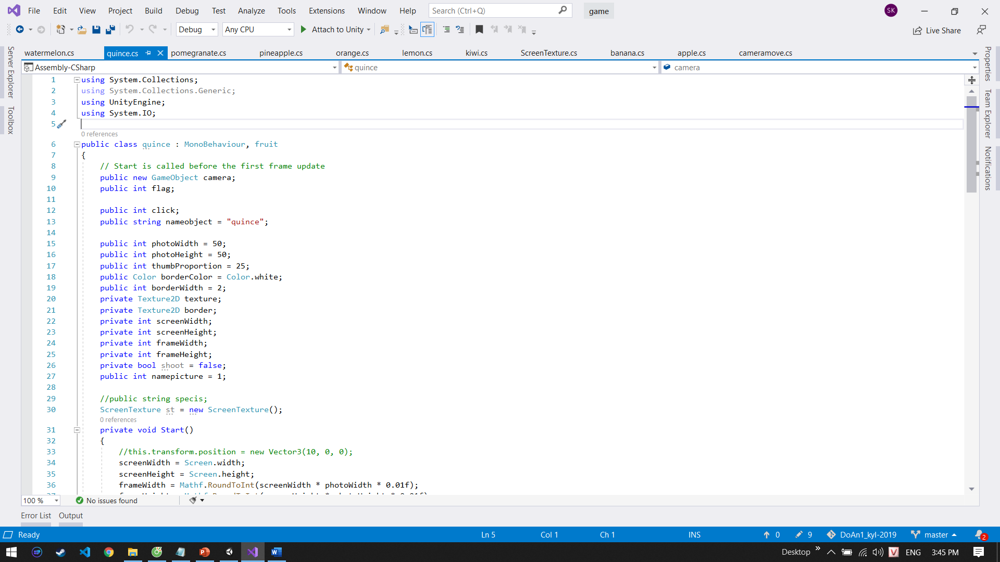 File Edit View Project Build Debug Test Analyze Tools Extensions Window Help Search (Ctrl+Q) game SK
Debug Any CPU Attach to Unity Live Share
watermelon.cs quince.cs pomegranate.cs pineapple.cs orange.cs lemon.cs kiwi.cs ScreenTexture.cs banana.cs apple.cs cameramove.cs
Assembly-CSharp quince camera
Server Explorer
Toolbox
Properties
Team Explorer
Notifications
1 using System.Collections;
2 using System.Collections.Generic;
3 using UnityEngine;
4 using System.IO;
5
0 references
6 public class quince : MonoBehaviour, fruit
7 {
8 // Start is called before the first frame update
9 public new GameObject camera;
10 public int flag;
11
12 public int click;
13 public string nameobject = "quince";
14
15 public int photoWidth = 50;
16 public int photoHeight = 50;
17 public int thumbProportion = 25;
18 public Color borderColor = Color.white;
19 public int borderWidth = 2;
20 private Texture2D texture;
21 private Texture2D border;
22 private int screenWidth;
23 private int screenHeight;
24 private int frameWidth;
25 private int frameHeight;
26 private bool shoot = false;
27 public int namepicture = 1;
28
29 //public string specis;
30 ScreenTexture st = new ScreenTexture();
0 references
31 private void Start()
32 {
33 //this.transform.position = new Vector3(10, 0, 0);
34 screenWidth = Screen.width;
35 screenHeight = Screen.height;
36 frameWidth = Mathf.RoundToInt(screenWidth * photoWidth * 0.01f);
100 % No issues found
Error List Output
Ready Ln 5 Col 1 Ch 1 INS 0 9 DoAn1_kyI-2019 master 2
Desktop ENG 3:45 PM